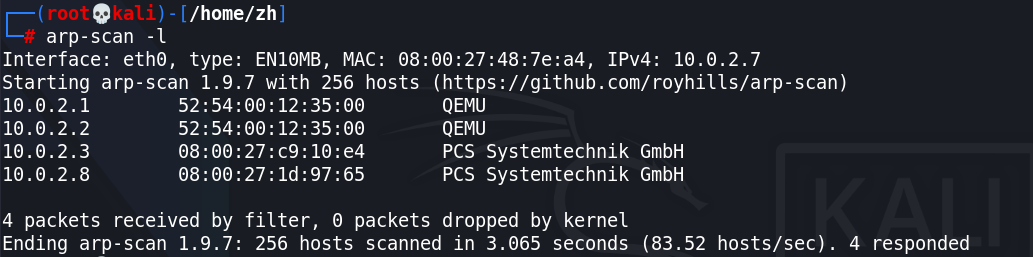 ┌──(root💀kali)-[/home/zh]
└─# arp-scan -l
Interface: eth0, type: EN10MB, MAC: 08:00:27:48:7e:a4, IPv4: 10.0.2.7
Starting arp-scan 1.9.7 with 256 hosts (https://github.com/royhills/arp-scan)
10.0.2.1	52:54:00:12:35:00	QEMU
10.0.2.2	52:54:00:12:35:00	QEMU
10.0.2.3	08:00:27:c9:10:e4	PCS Systemtechnik GmbH
10.0.2.8	08:00:27:1d:97:65	PCS Systemtechnik GmbH
4 packets received by filter, 0 packets dropped by kernel
Ending arp-scan 1.9.7: 256 hosts scanned in 3.065 seconds (83.52 hosts/sec). 4 responded
KALI